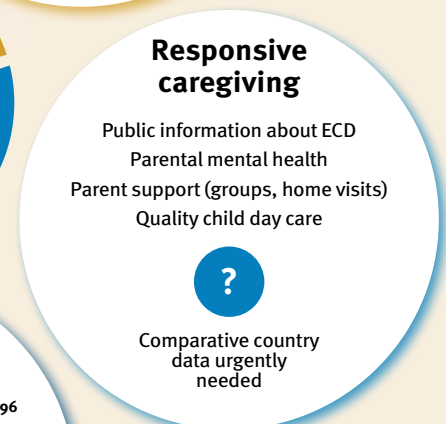 Responsive
caregiving
Public information about ECD
Parental mental health
Parent support (groups, home visits)
Quality child day care
?
Comparative country
data urgently
needed
96